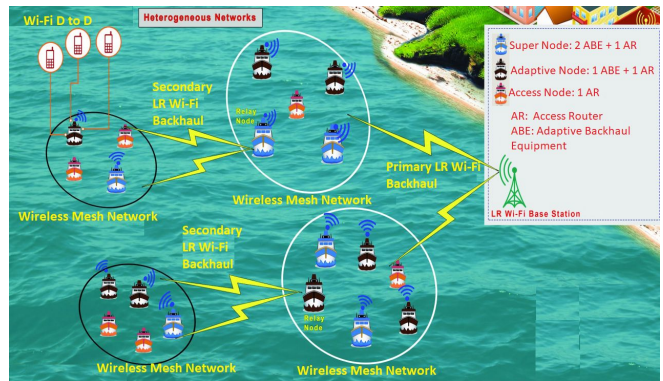 Wi-Fi D to D
Heterogeneous Networks
Secondary
LR Wi-Fi
Backhaul
Relay
Node
Wireless Mesh Network
Wireless Mesh Network
Primary LR Wi-Fi
Backhaul
Super Node: 2 ABE + 1 AR
Adaptive Node: 1 ABE + 1 AR
Access Node: 1 AR
AR: Access Router
ABE: Adaptive Backhaul
Equipment
LR Wi-Fi Base Station
Secondary
LR Wi-Fi
Backhaul
Relay
Node
Wireless Mesh Network
Wireless Mesh Network